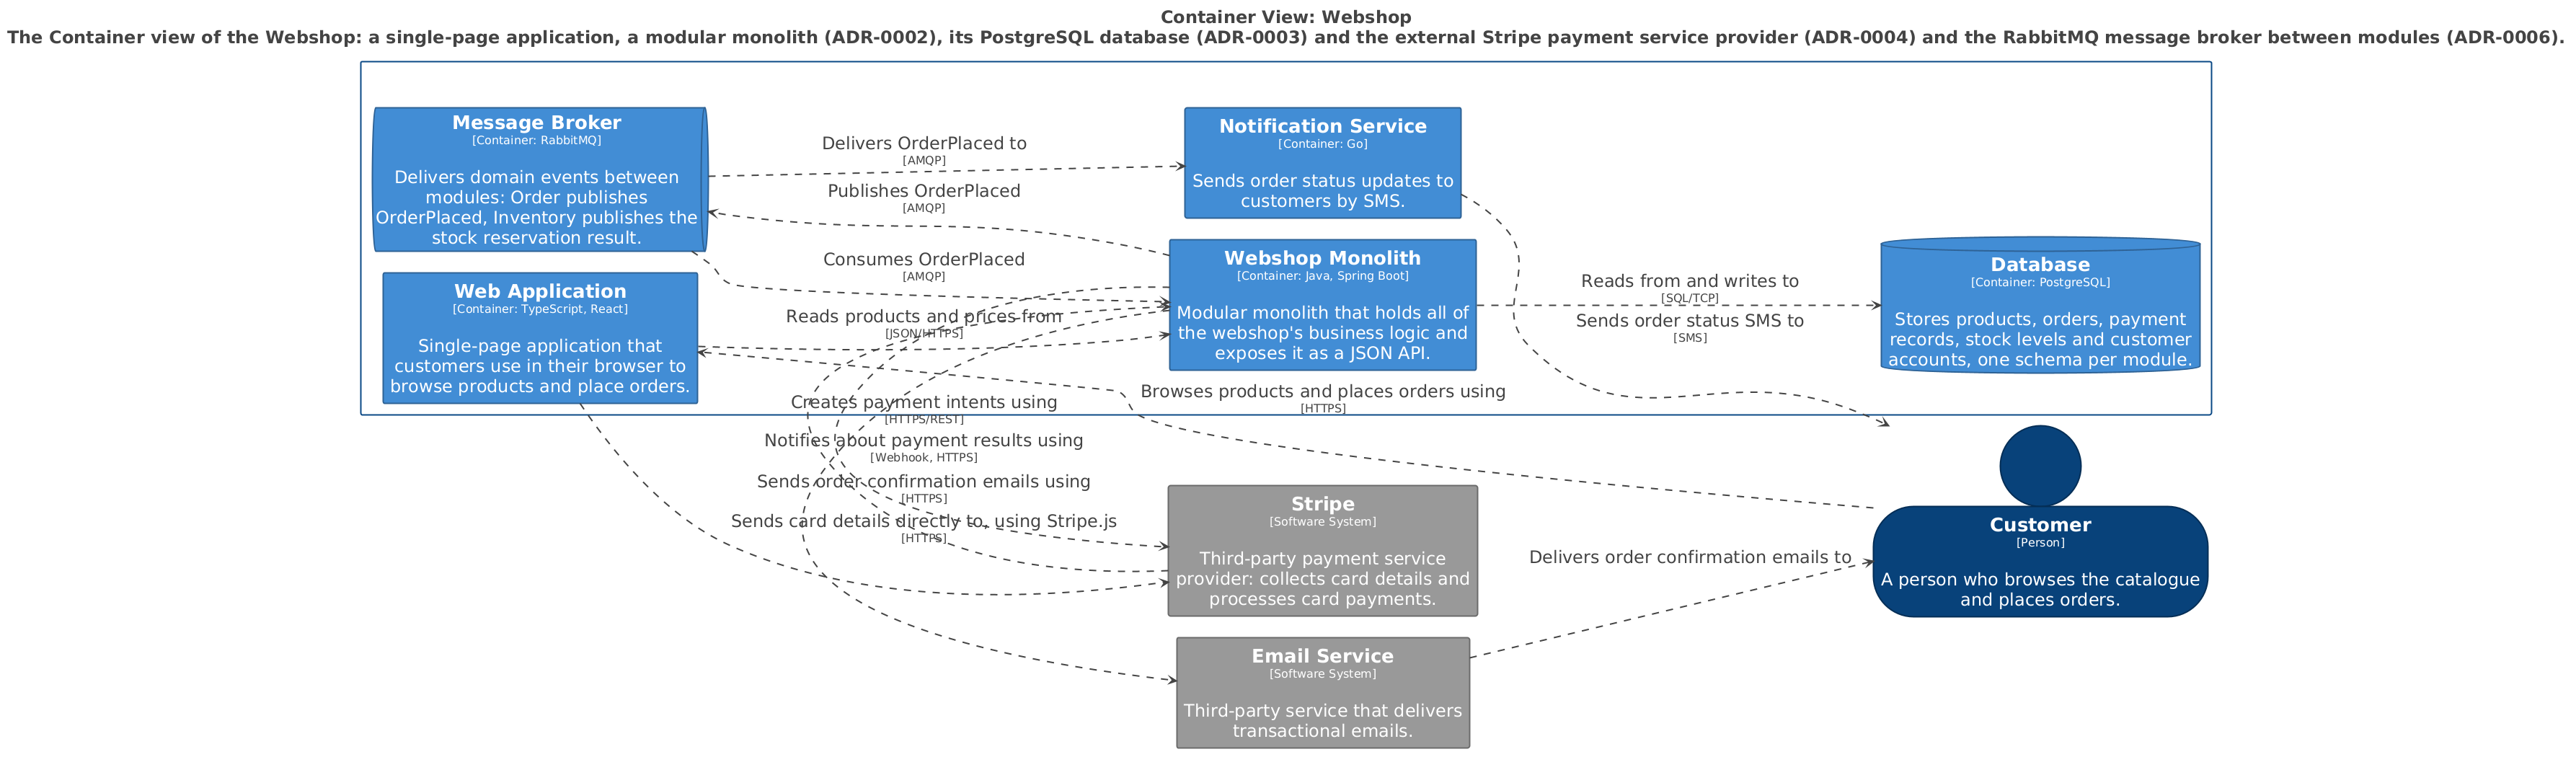 Container View: Webshop
The Container view of the Webshop: a single-page application, a modular monolith (ADR-0002), its PostgreSQL database (ADR-0003) and the external Stripe payment service provider (ADR-0004) and the RabbitMQ message broker between modules (ADR-0006).
Message Broker
[Container: RabbitMQ]
Delivers domain events between
modules: Order publishes
OrderPlaced, Inventory publishes the
stock reservation result.
Delivers OrderPlaced to
[AMQP]
Publishes OrderPlaced
[AMQP]
Consumes OrderPlaced
[AMQP]
Notification Service
[Container: Go]
Sends order status updates to
customers by SMS.
Web Application
[Container: TypeScript, React]
Single-page application that
customers use in their browser to
browse products and place orders.
Reads products and prices from
[JSON/HTTPS]
Webshop Monolith
[Container: Java, Spring Boot]
Modular monolith that holds all of
the webshop's business logic and
exposes it as a JSON API.
Reads from and writes to
[SQL/TCP]
Sends order status SMS to
[SMS]
Database
[Container: PostgreSQL]
Stores products, orders, payment
records, stock levels and customer
accounts, one schema per module.
Browses products and places orders using
[HTTPS]
Creates payment intents using
[HTTPS/REST]
Notifies about payment results using
[Webhook, HTTPS]
Sends order confirmation emails using
[HTTPS]
Sends card details directly to, using Stripe.js
[HTTPS]
Stripe
[Software System]
Third-party payment service
provider: collects card details and
processes card payments.
Delivers order confirmation emails to
Customer
[Person]
A person who browses the catalogue
and places orders.
Email Service
[Software System]
Third-party service that delivers
transactional emails.